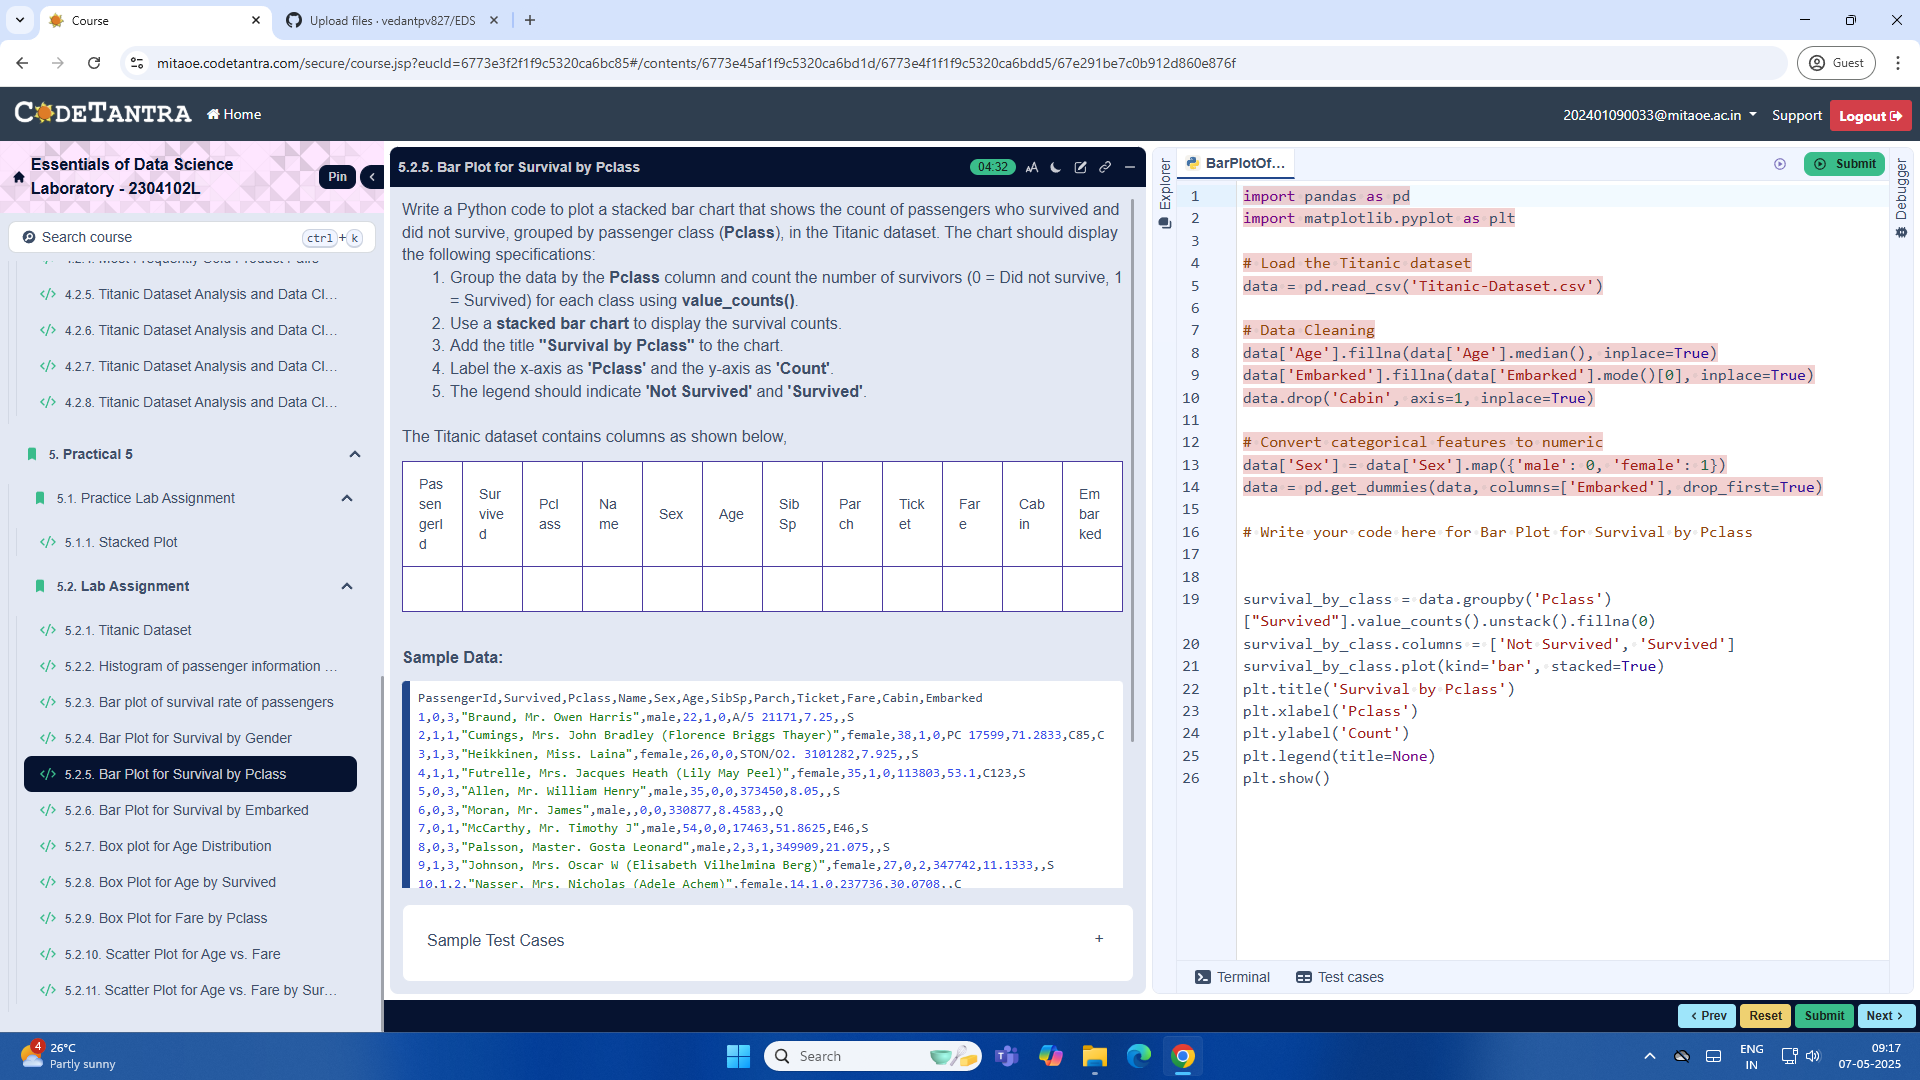 Course
Upload files · vedantpv827/EDS
mitaoe.codetantra.com/secure/course.jsp?eucId=6773e3f2f1f9c5320ca6bc85#/contents/6773e45af1f9c5320ca6bd1d/6773e4f1f1f9c5320ca6bdd5/67e291be7c0b912d860e876f
Guest
CODETANTRA
Home
202401090033@mitaoe.ac.in
Support
Logout
Essentials of Data Science
Laboratory - 2304102L
Pin
Search course
ctrl + k
4.2.5. Titanic Dataset Analysis and Data Cl...
4.2.6. Titanic Dataset Analysis and Data Cl...
4.2.7. Titanic Dataset Analysis and Data Cl...
4.2.8. Titanic Dataset Analysis and Data Cl...
5. Practical 5
5.1. Practice Lab Assignment
5.1.1. Stacked Plot
5.2. Lab Assignment
5.2.1. Titanic Dataset
5.2.2. Histogram of passenger information ...
5.2.3. Bar plot of survival rate of passengers
5.2.4. Bar Plot for Survival by Gender
5.2.5. Bar Plot for Survival by Pclass
5.2.6. Bar Plot for Survival by Embarked
5.2.7. Box plot for Age Distribution
5.2.8. Box Plot for Age by Survived
5.2.9. Box Plot for Fare by Pclass
5.2.10. Scatter Plot for Age vs. Fare
5.2.11. Scatter Plot for Age vs. Fare by Sur...
5.2.5. Bar Plot for Survival by Pclass
04:32
Write a Python code to plot a stacked bar chart that shows the count of passengers who survived and
did not survive, grouped by passenger class (Pclass), in the Titanic dataset. The chart should display
the following specifications:
1. Group the data by the Pclass column and count the number of survivors (0 = Did not survive, 1
= Survived) for each class using value_counts().
2. Use a stacked bar chart to display the survival counts.
3. Add the title "Survival by Pclass" to the chart.
4. Label the x-axis as 'Pclass' and the y-axis as 'Count'.
5. The legend should indicate 'Not Survived' and 'Survived'.
The Titanic dataset contains columns as shown below,
PassengerId Survived Pclass Name Sex Age SibSp Parch Ticket Fare Cabin Embarked
Sample Data:
PassengerId,Survived,Pclass,Name,Sex,Age,SibSp,Parch,Ticket,Fare,Cabin,Embarked
1,0,3,"Braund, Mr. Owen Harris",male,22,1,0,A/5 21171,7.25,,S
2,1,1,"Cumings, Mrs. John Bradley (Florence Briggs Thayer)",female,38,1,0,PC 17599,71.2833,C85,C
3,1,3,"Heikkinen, Miss. Laina",female,26,0,0,STON/O2. 3101282,7.925,,S
4,1,1,"Futrelle, Mrs. Jacques Heath (Lily May Peel)",female,35,1,0,113803,53.1,C123,S
5,0,3,"Allen, Mr. William Henry",male,35,0,0,373450,8.05,,S
6,0,3,"Moran, Mr. James",male,,0,0,330877,8.4583,,Q
7,0,1,"McCarthy, Mr. Timothy J",male,54,0,0,17463,51.8625,E46,S
8,0,3,"Palsson, Master. Gosta Leonard",male,2,3,1,349909,21.075,,S
9,1,3,"Johnson, Mrs. Oscar W (Elisabeth Vilhelmina Berg)",female,27,0,2,347742,11.1333,,S
10,1,2,"Nasser, Mrs. Nicholas (Adele Achem)",female,14,1,0,237736,30.0708,,C
Sample Test Cases
+
Explorer
BarPlotOf...
Submit
Debugger
1 import pandas as pd
2 import matplotlib.pyplot as plt
3
4 # Load the Titanic dataset
5 data = pd.read_csv('Titanic-Dataset.csv')
6
7 # Data Cleaning
8 data['Age'].fillna(data['Age'].median(), inplace=True)
9 data['Embarked'].fillna(data['Embarked'].mode()[0], inplace=True)
10 data.drop('Cabin', axis=1, inplace=True)
11
12 # Convert categorical features to numeric
13 data['Sex'] = data['Sex'].map({'male': 0, 'female': 1})
14 data = pd.get_dummies(data, columns=['Embarked'], drop_first=True)
15
16 # Write your code here for Bar Plot for Survival by Pclass
17
18
19 survival_by_class = data.groupby('Pclass')
["Survived"].value_counts().unstack().fillna(0)
20 survival_by_class.columns = ['Not Survived', 'Survived']
21 survival_by_class.plot(kind='bar', stacked=True)
22 plt.title('Survival by Pclass')
23 plt.xlabel('Pclass')
24 plt.ylabel('Count')
25 plt.legend(title=None)
26 plt.show()
Terminal
Test cases
Prev
Reset
Submit
Next
4
26°C
Partly sunny
Search
ENG
IN
09:17
07-05-2025